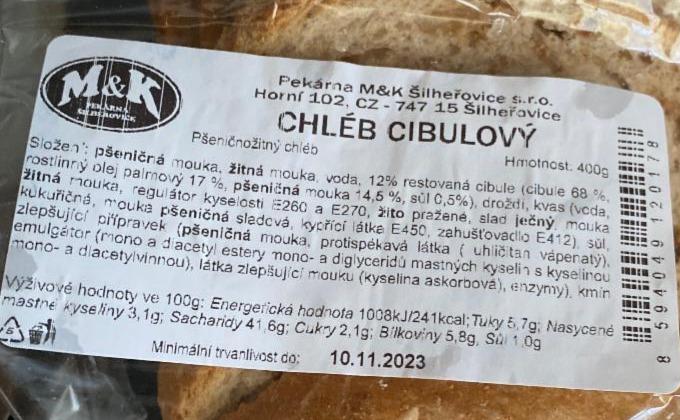 M&K
PEKÁRNA
ŠILHEŘOVICE
Pekárna M&K Šilheřovice s.r.o.
Horní 102, CZ - 747 15 Šilheřovice
CHLÉB CIBULOVÝ
Pšeničnožitný chléb
Hmotnost. 400g
Složení: pšeničná mouka, žitná mouka, voda, 12% restovaná cibule (cibule 68 %,
rostlinný olej palmový 17 %, pšeničná mouka 14,5 %, sůl 0,5%), droždí, kvas (voda,
žitná mouka, regulátor kyselosti E260 a E270, žito pražené, slad ječný, mouka
kukuřičná, mouka pšeničná sladová, kypřící látka E450, zahušťovadlo E412), sůl,
zlepšující přípravek (pšeničná mouka, protispékavá látka ( uhličitan vápenatý),
emulgátor (mono a diacetyl estery mono- a diglyceridů mastných kyselin s kyselinou
mono- a diacetylvinnou), látka zlepšující mouku (kyselina askorbová), enzymy), kmín
Výživové hodnoty ve 100g: Energetická hodnota 1008kJ/241kcal; Tuky 5,7g; Nasycené
mastné kyseliny 3,1g; Sacharidy 41,6g; Cukry 2,1g; Bílkoviny 5,8g, Sůl 1,0g
Minimální trvanlivost do: 10.11.2023
8 594049 120178